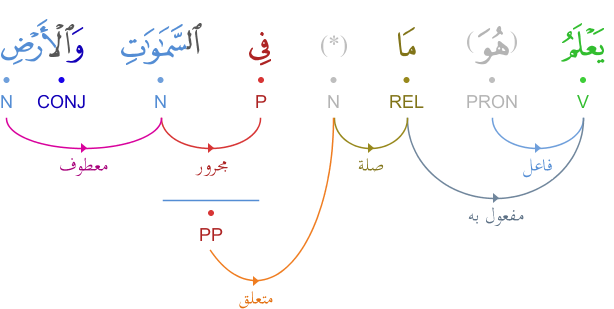 يَعْلَمُ (هُوَ) مَا (*) فِى ٱلسَّمَـٰوَٰتِ وَٱلْأَرْضِ
V PRON REL N P N CONJ N
فاعل صلة مجرور معطوف
مفعول به
PP
متعلق